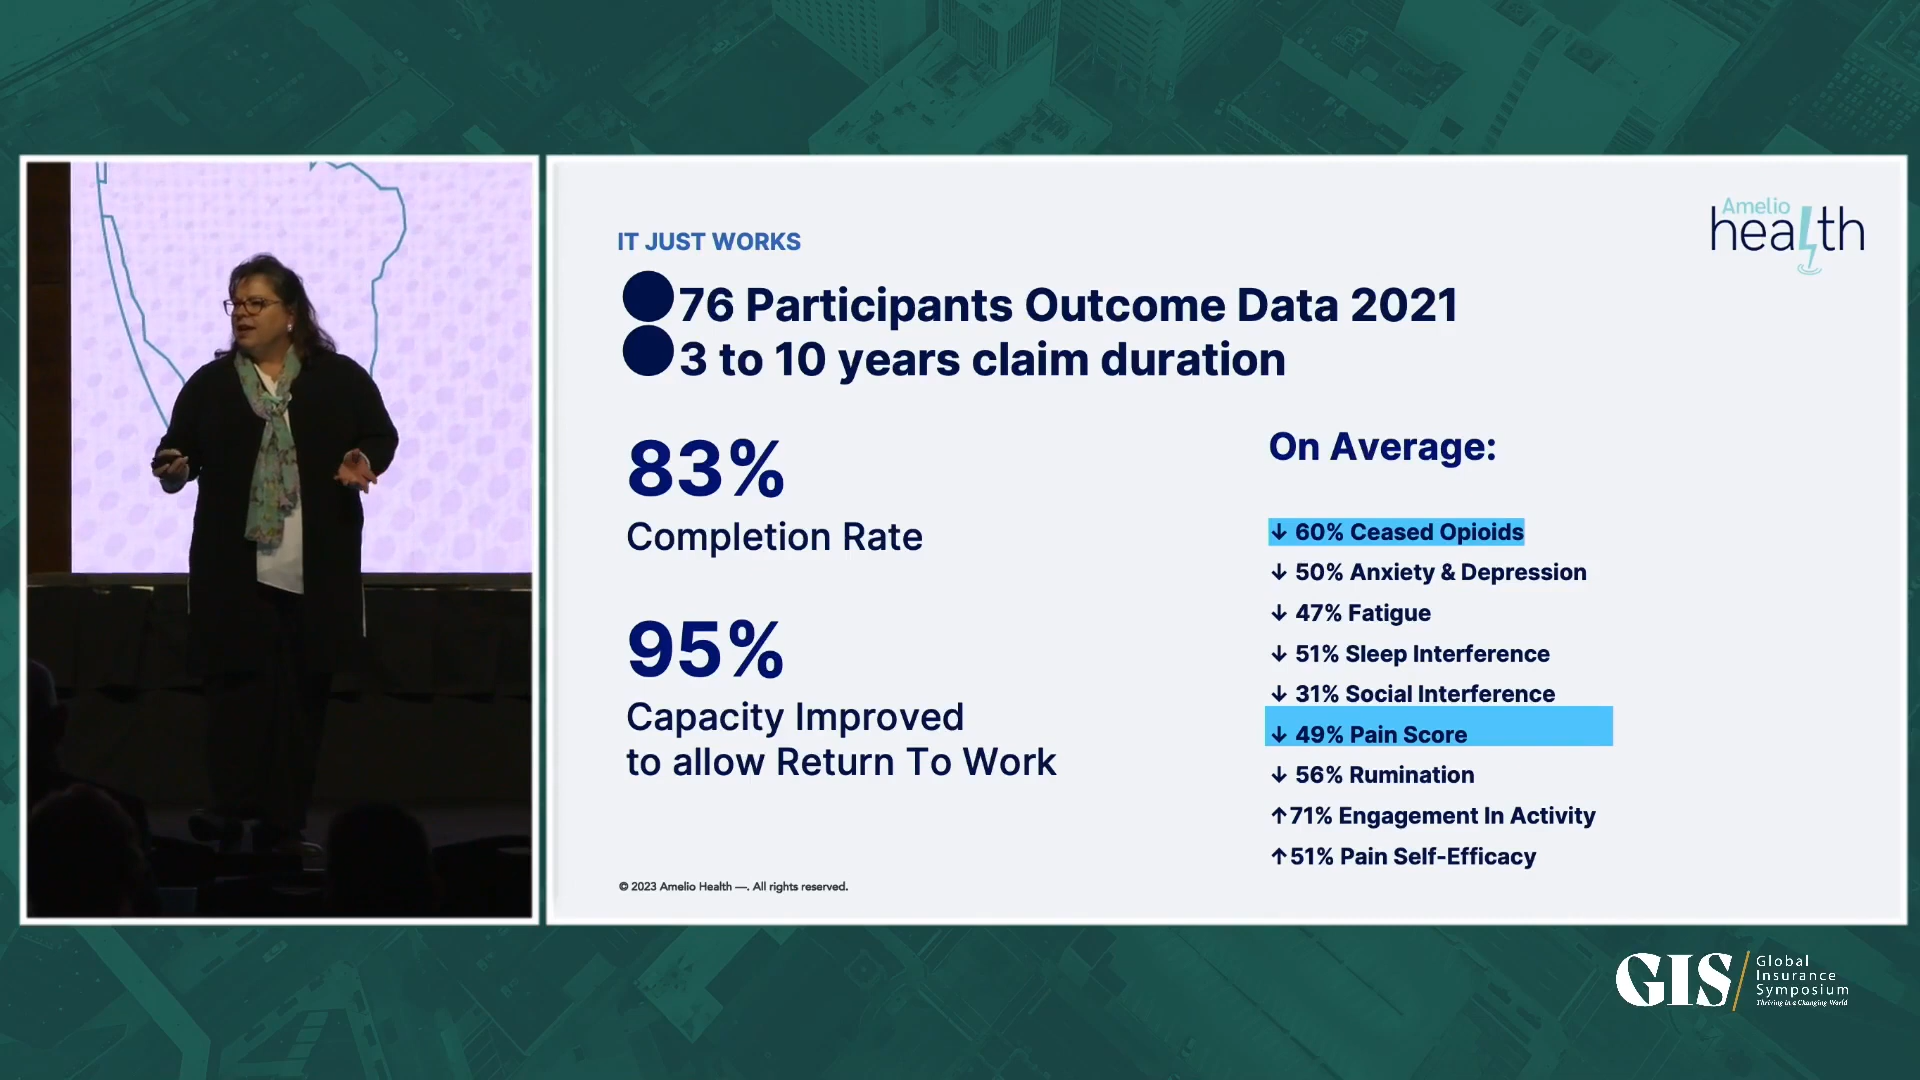 Amelio
health
IT JUST WORKS
76 Participants Outcome Data 2021
3 to 10 years claim duration
83%
Completion Rate
95%
Capacity Improved
to allow Return To Work
On Average:
↓ 60% Ceased Opioids
↓ 50% Anxiety & Depression
↓ 47% Fatigue
↓ 51% Sleep Interference
↓ 31% Social Interference
↓ 49% Pain Score
↓ 56% Rumination
↑71% Engagement In Activity
↑51% Pain Self-Efficacy
© 2023 Amelio Health —. All rights reserved.
GIS
Global
Insurance
Symposium
Thriving in a Changing World